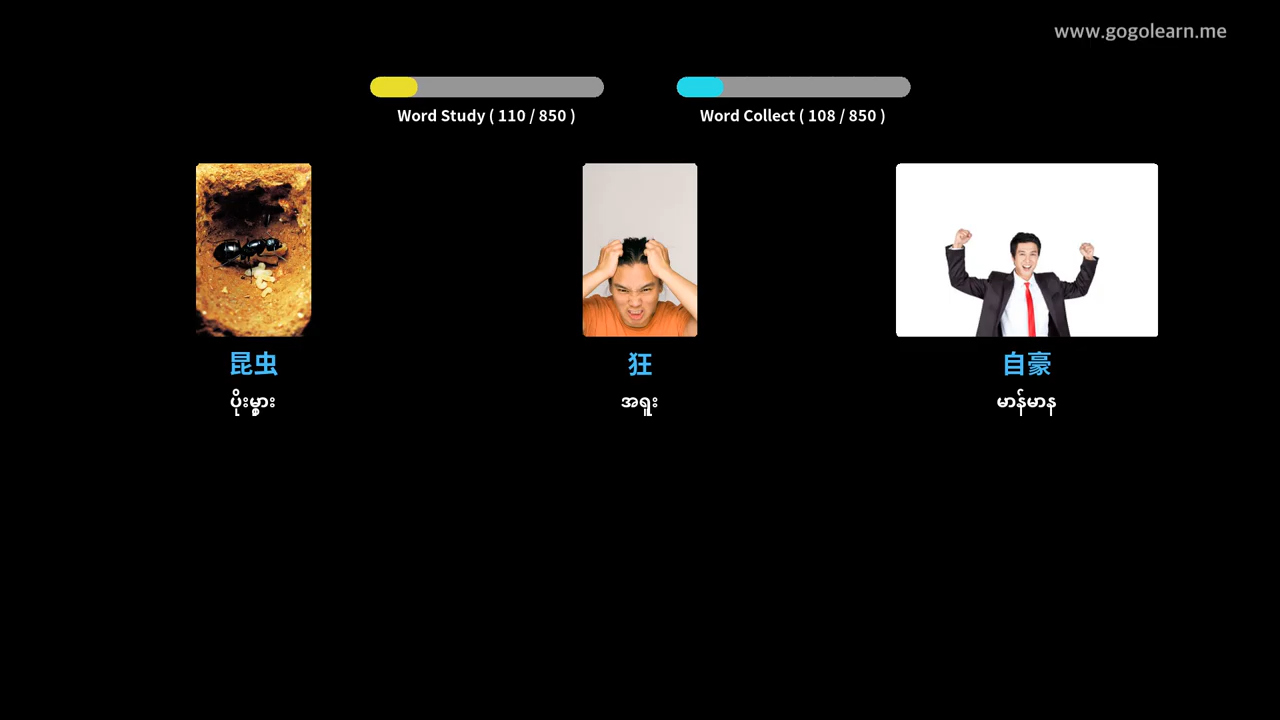 www.gogolearn.me
Word Study ( 110 / 850 )
Word Collect ( 108 / 850 )
昆虫
狂
自豪
ပိုးမွှား
အရူး
မာန်မာန